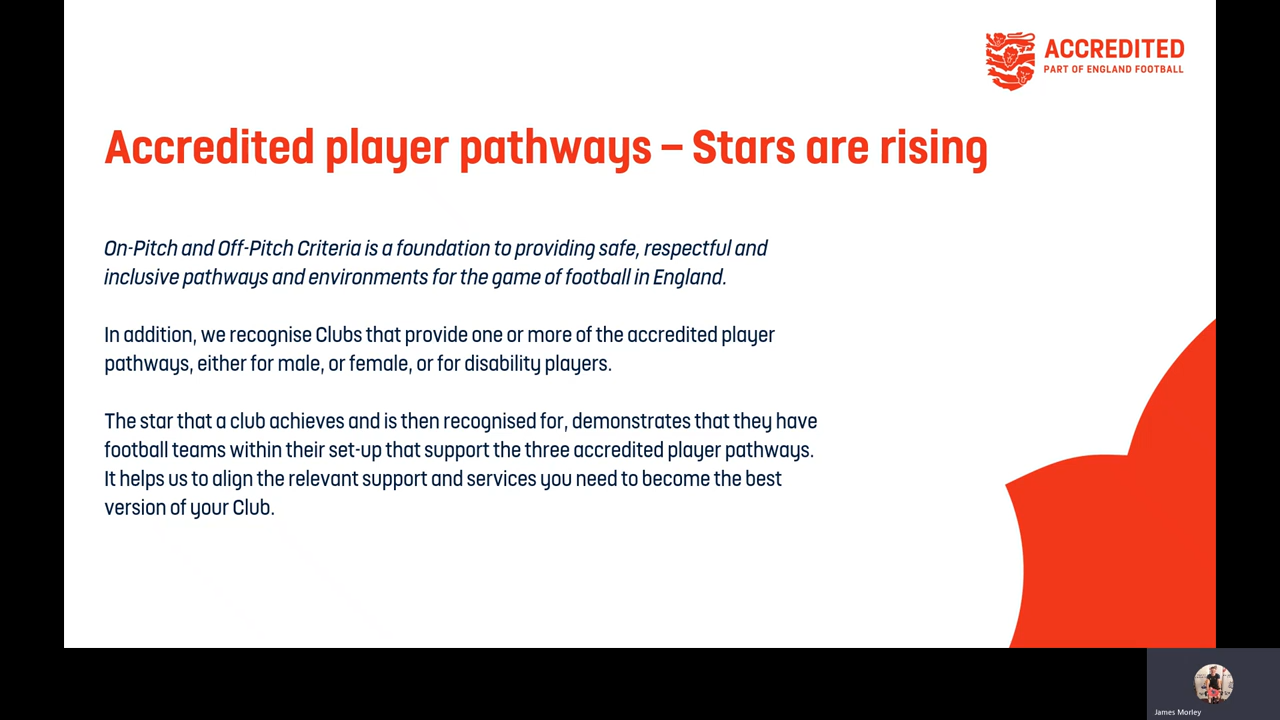 ACCREDITED
PART OF ENGLAND FOOTBALL
Accredited player pathways – Stars are rising
On-Pitch and Off-Pitch Criteria is a foundation to providing safe, respectful and
inclusive pathways and environments for the game of football in England.
In addition, we recognise Clubs that provide one or more of the accredited player
pathways, either for male, or female, or for disability players.
The star that a club achieves and is then recognised for, demonstrates that they have
football teams within their set-up that support the three accredited player pathways.
It helps us to align the relevant support and services you need to become the best
version of your Club.
James Morley